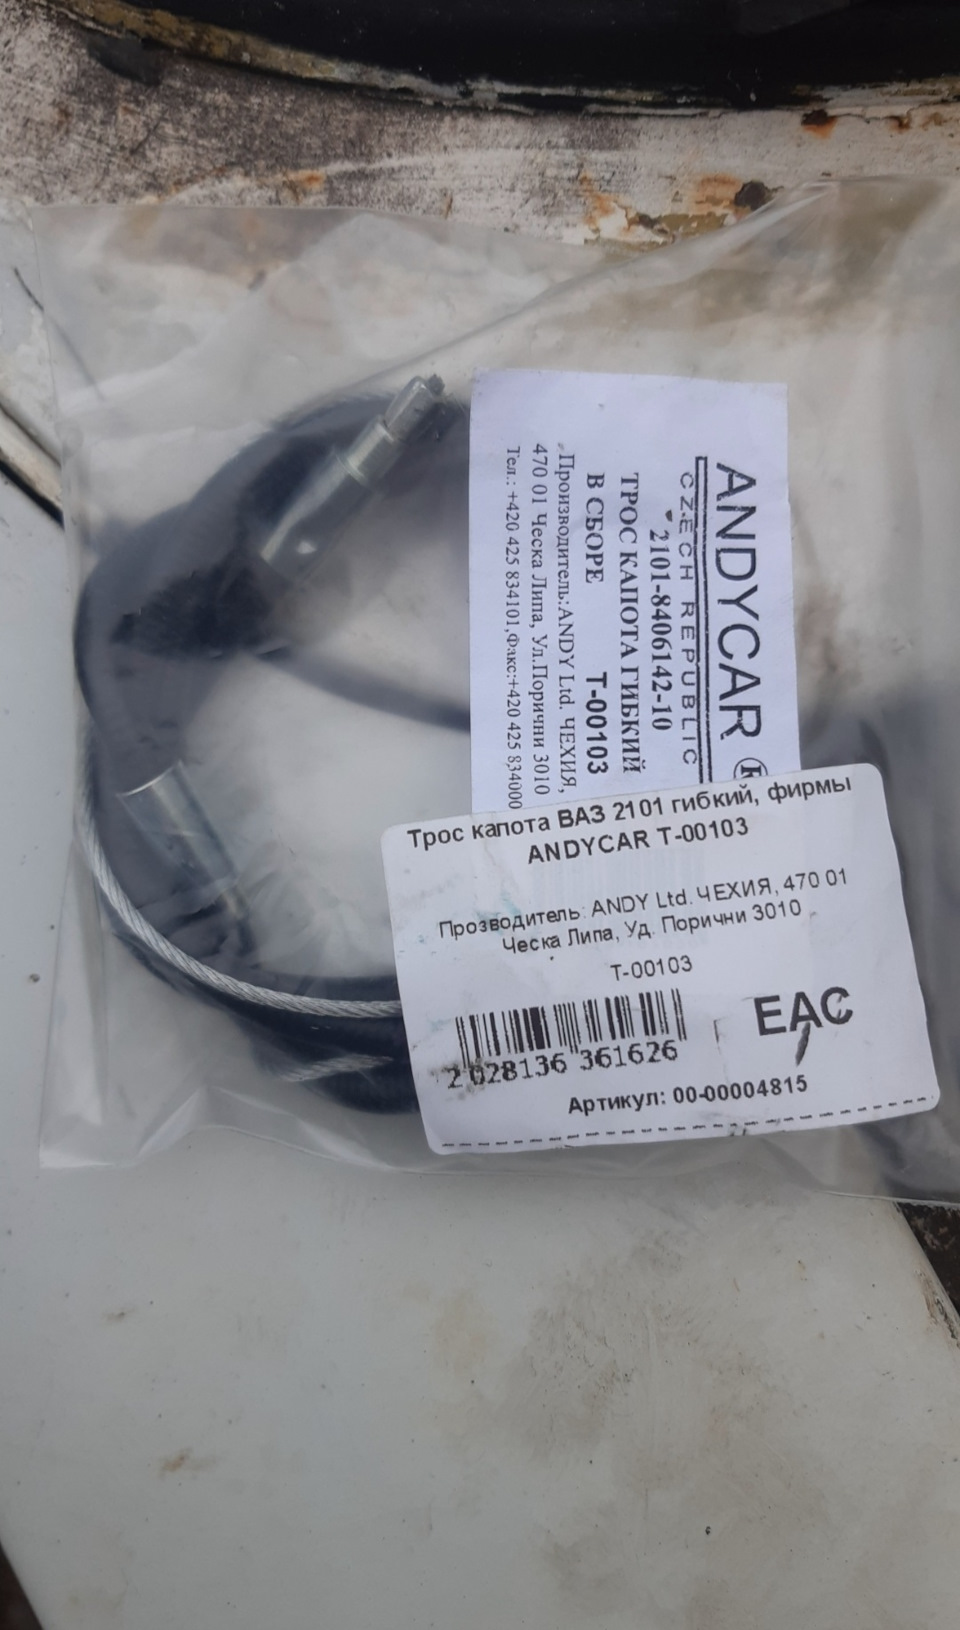 ANDYCAR ®
CZECH REPUBLIC
2101-8406142-10
ТРОС КАПОТА ГИБКИЙ
В СБОРЕ Т-00103
Производитель:ANDY Ltd. ЧЕХИЯ,
470 01 Ческа Липа, Ул.Порични 3010
Тел.: +420 425 834101,Факс:+420 425 834000
Трос капота ВАЗ 2101 гибкий, фирмы
ANDYCAR Т-00103
Прозводитель: ANDY Ltd. ЧЕХИЯ, 470 01
Ческа Липа, Уд. Порични 3010
Т-00103
EAC
2 028136 361626
Артикул: 00-00004815